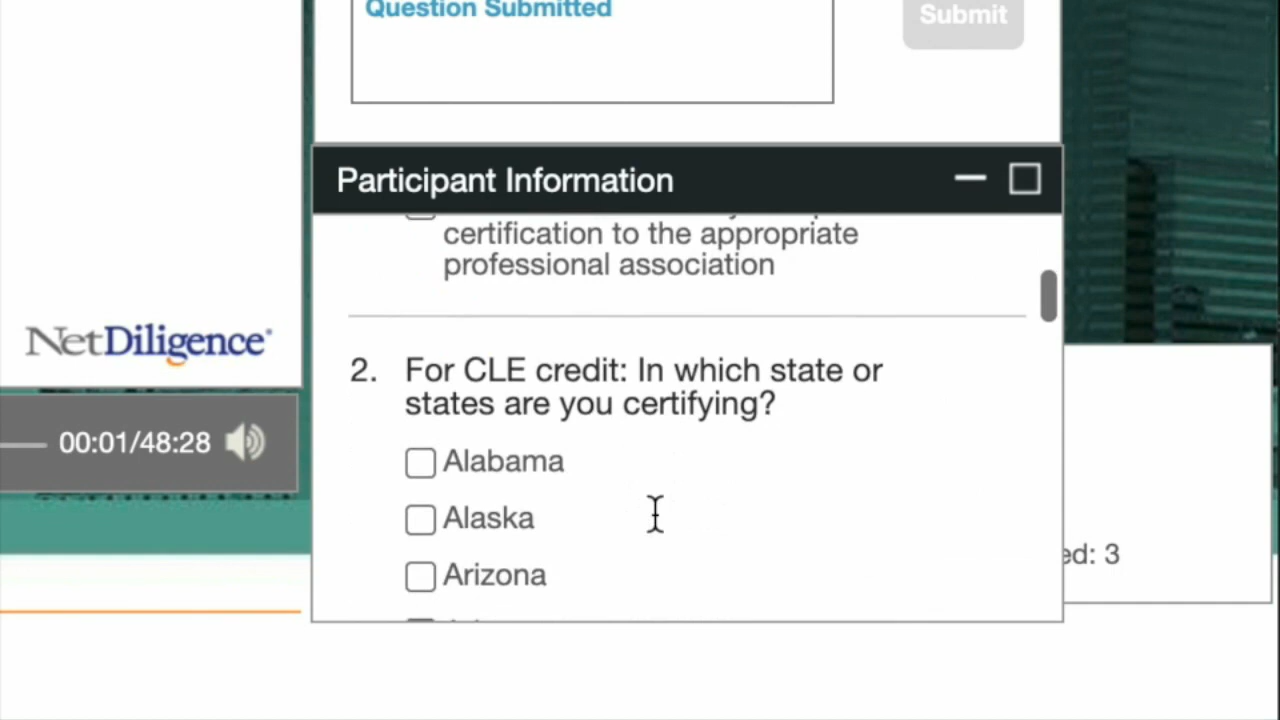 Question Submitted
Submit
Participant Information
certification to the appropriate
professional association
NetDiligence®
2. For CLE credit: In which state or
states are you certifying?
00:01/48:28
Alabama
Alaska
Arizona
ed: 3